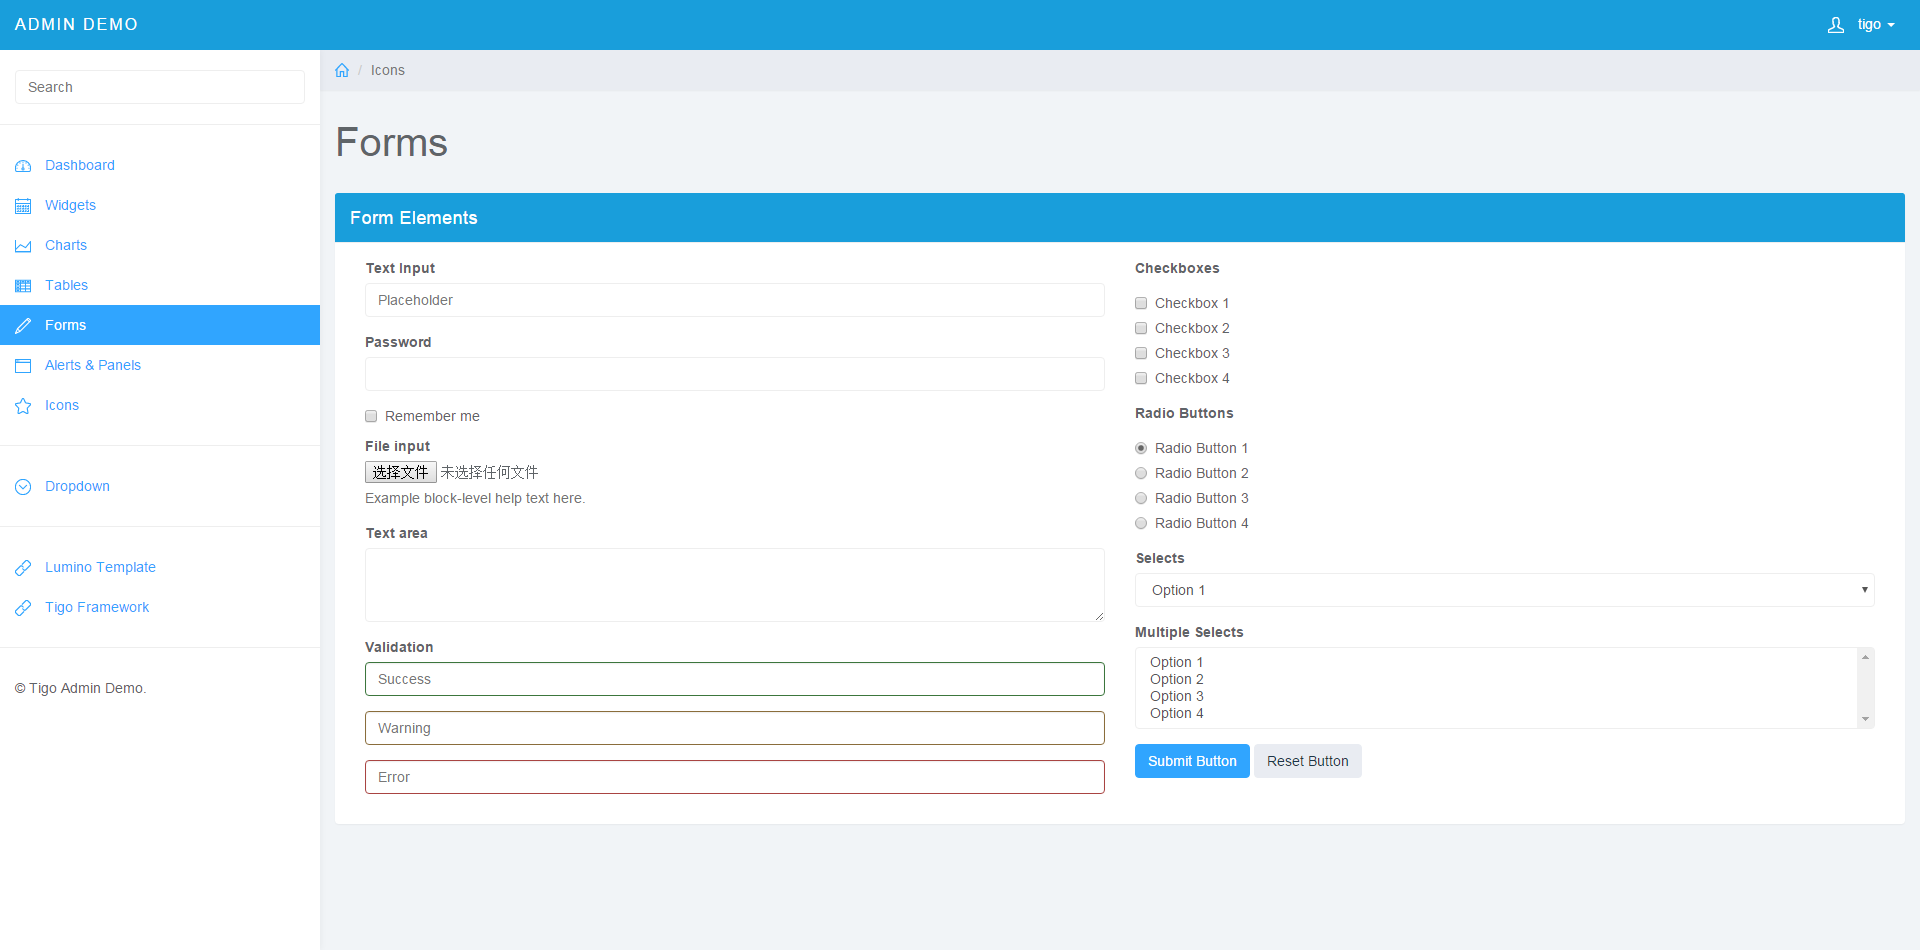 ADMIN DEMO
tigo
Search
Dashboard
Widgets
Charts
Tables
Forms
Alerts & Panels
Icons
Dropdown
Lumino Template
Tigo Framework
© Tigo Admin Demo.
/ Icons
Forms
Form Elements
Text Input
Placeholder
Password
Remember me
File input
选择文件 未选择任何文件
Example block-level help text here.
Text area
Validation
Success
Warning
Error
Checkboxes
Checkbox 1
Checkbox 2
Checkbox 3
Checkbox 4
Radio Buttons
Radio Button 1
Radio Button 2
Radio Button 3
Radio Button 4
Selects
Option 1
Multiple Selects
Option 1
Option 2
Option 3
Option 4
Submit Button Reset Button